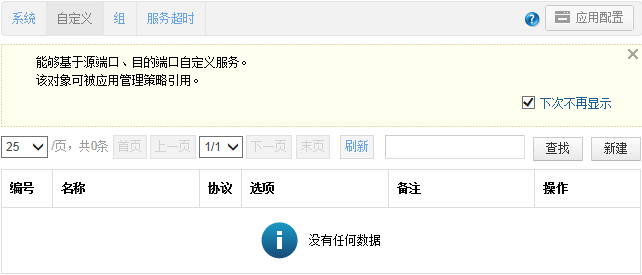 系统 自定义 组 服务超时 应用配置
能够基于源端口、目的端口自定义服务。
该对象可被应用管理策略引用。
下次不再显示
25 /页，共0条 首页 上一页 1/1 下一页 末页 刷新 查找 新建
编号 名称 协议 选项 备注 操作
没有任何数据